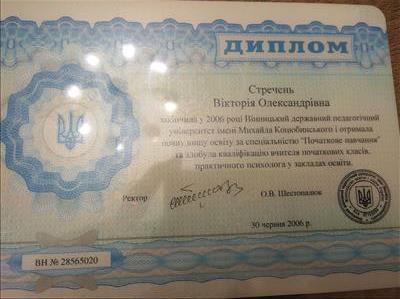 ДИПЛОМ
Стречень
Вікторія Олександрівна
закінчила у 2006 році Вінницький державний педагогічний
університет імені Михайла Коцюбинського і отримала
повну вищу освіту за спеціальністю "Початкове навчання"
та здобула кваліфікацію вчителя початкових класів,
практичного психолога у закладах освіти.
Ректор
О.В. Шестопалюк
30 червня 2006 р.
ВН № 28565020